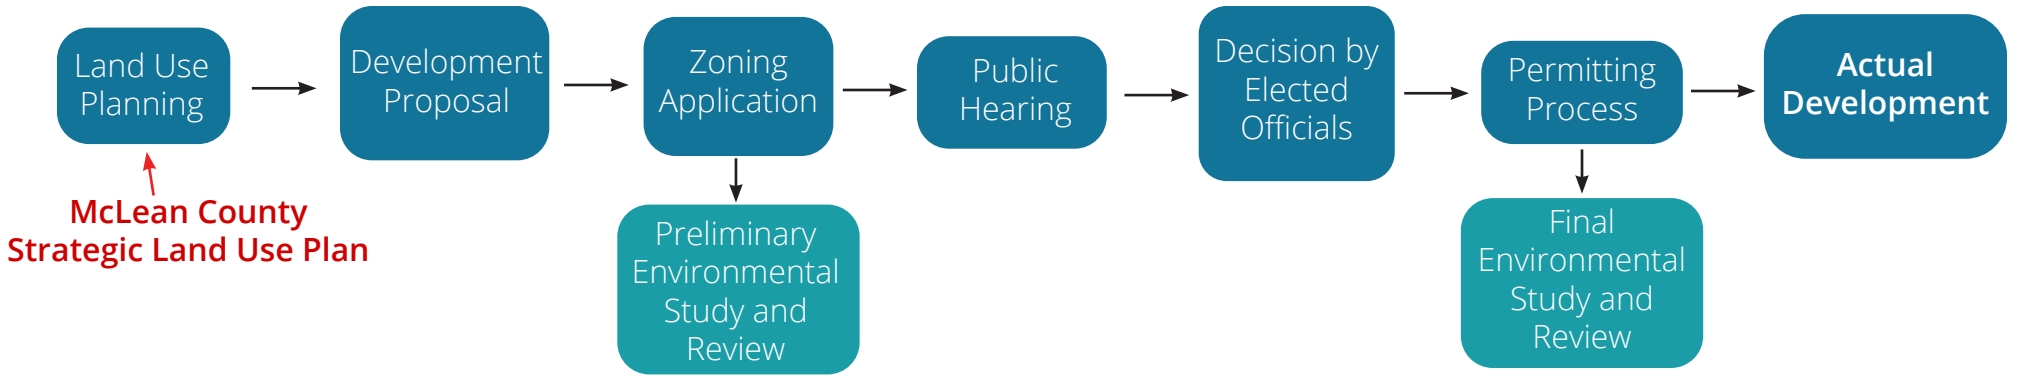 Land Use
Planning
Development
Proposal
Zoning
Application
Public
Hearing
Decision by
Elected
Officials
Permitting
Process
Actual
Development
McLean County
Strategic Land Use Plan
Preliminary
Environmental
Study and
Review
Final
Environmental
Study and
Review